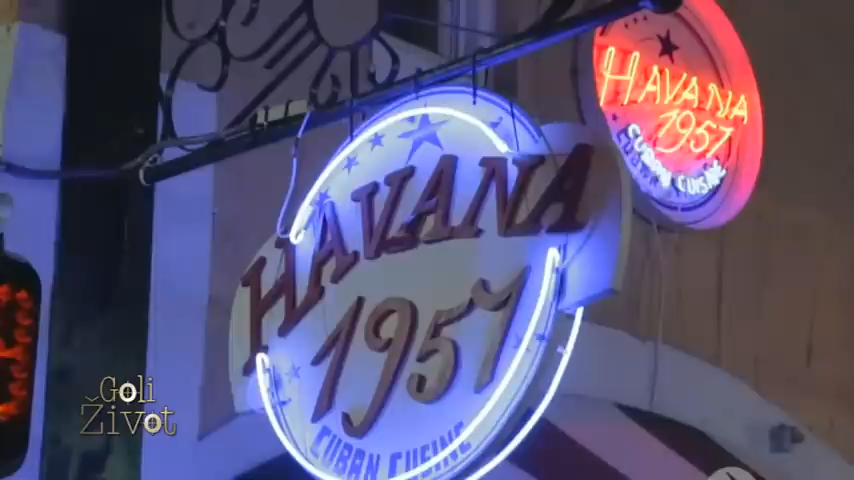 HAVANA
1957
CUBAN CUISINE
HAVANA
1957
CUBAN CUISINE
Goli
Život